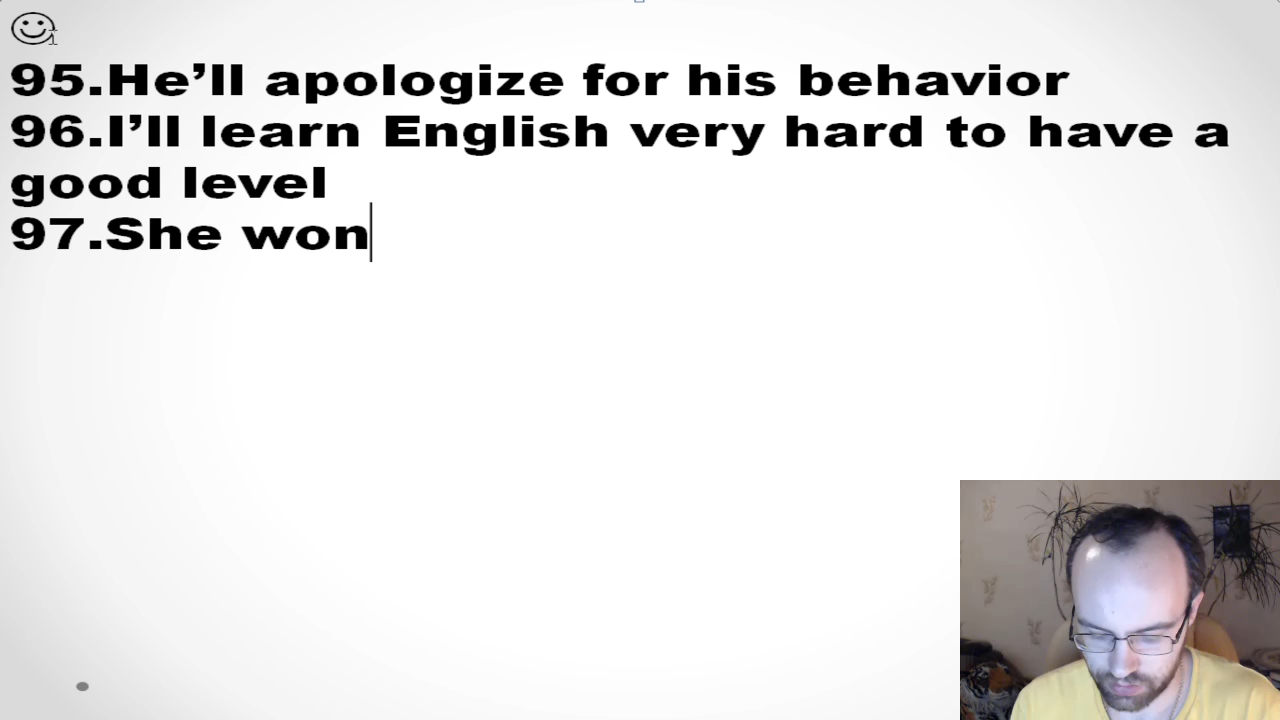 95.He’ll apologize for his behavior
96.I’ll learn English very hard to have a
good level
97.She won